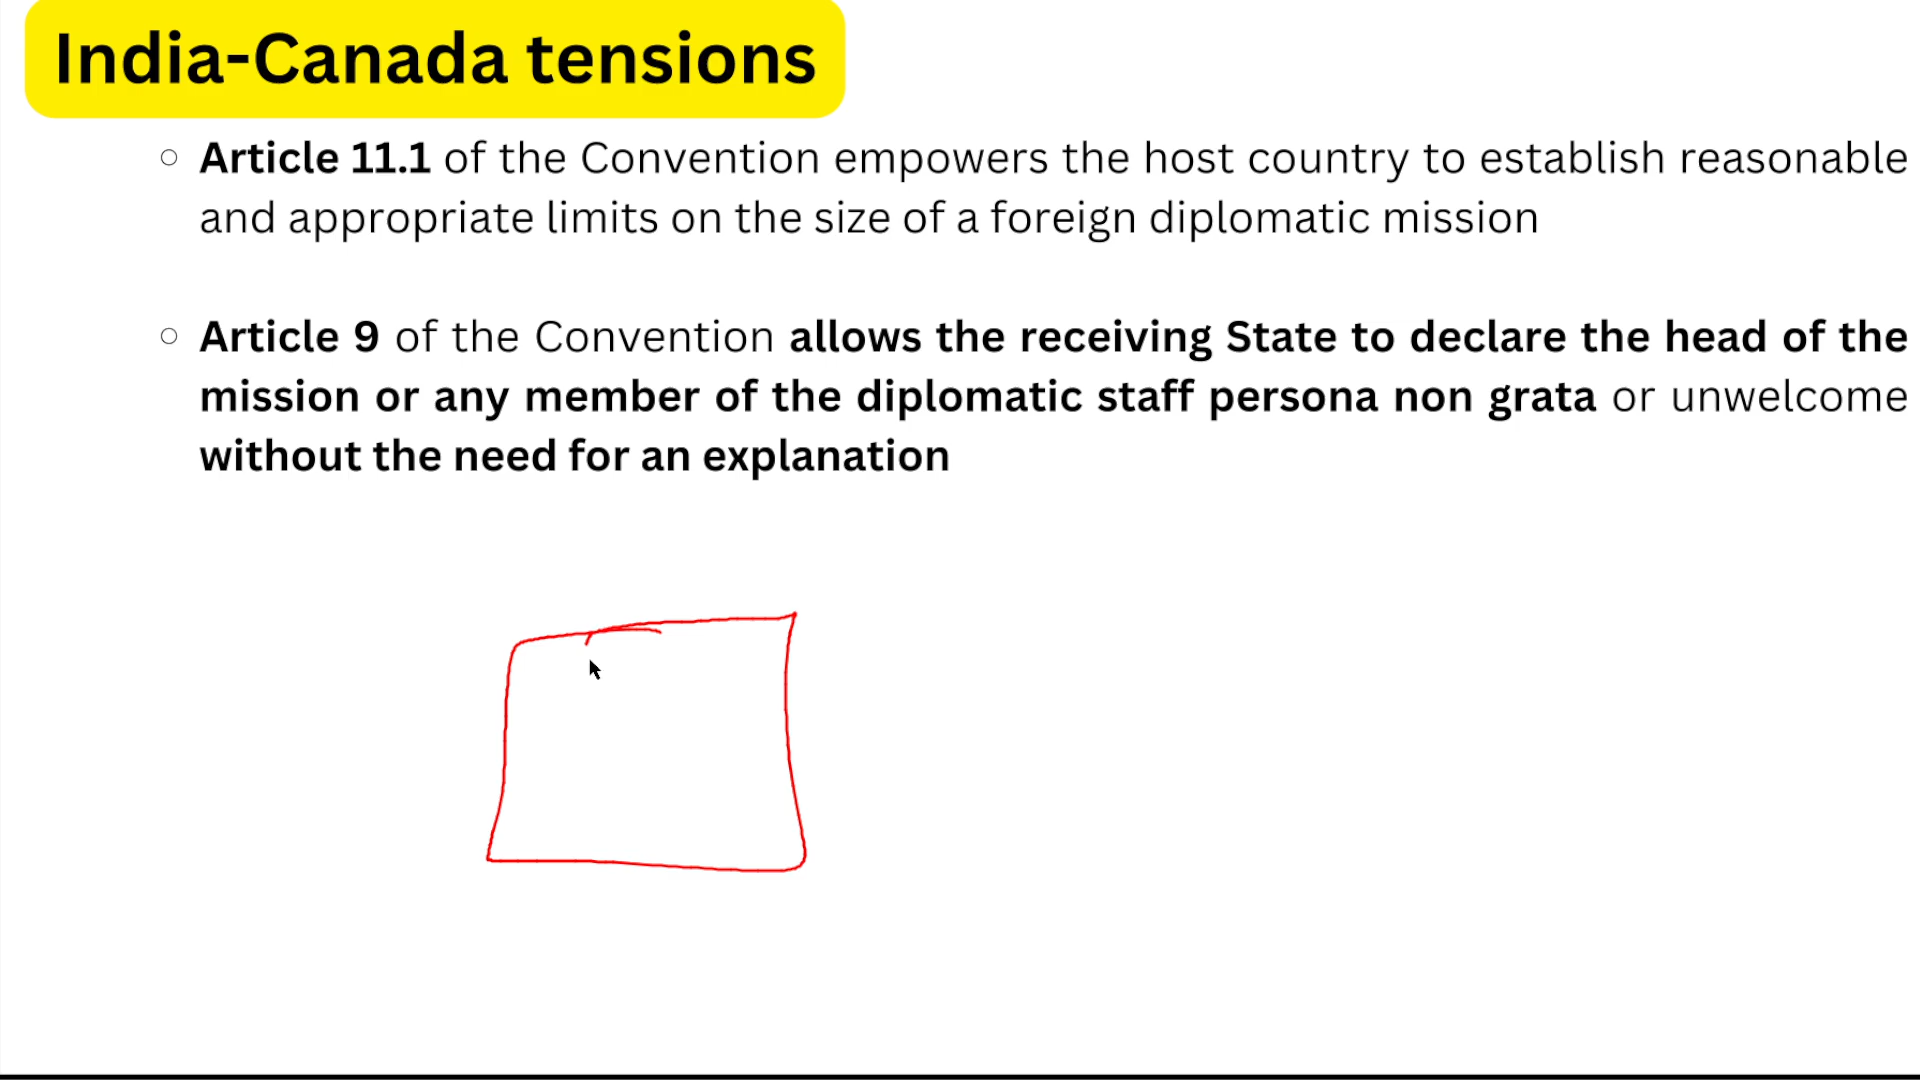 India-Canada tensions
Article 11.1 of the Convention empowers the host country to establish reasonable
and appropriate limits on the size of a foreign diplomatic mission
Article 9 of the Convention allows the receiving State to declare the head of the
mission or any member of the diplomatic staff persona non grata or unwelcome
without the need for an explanation